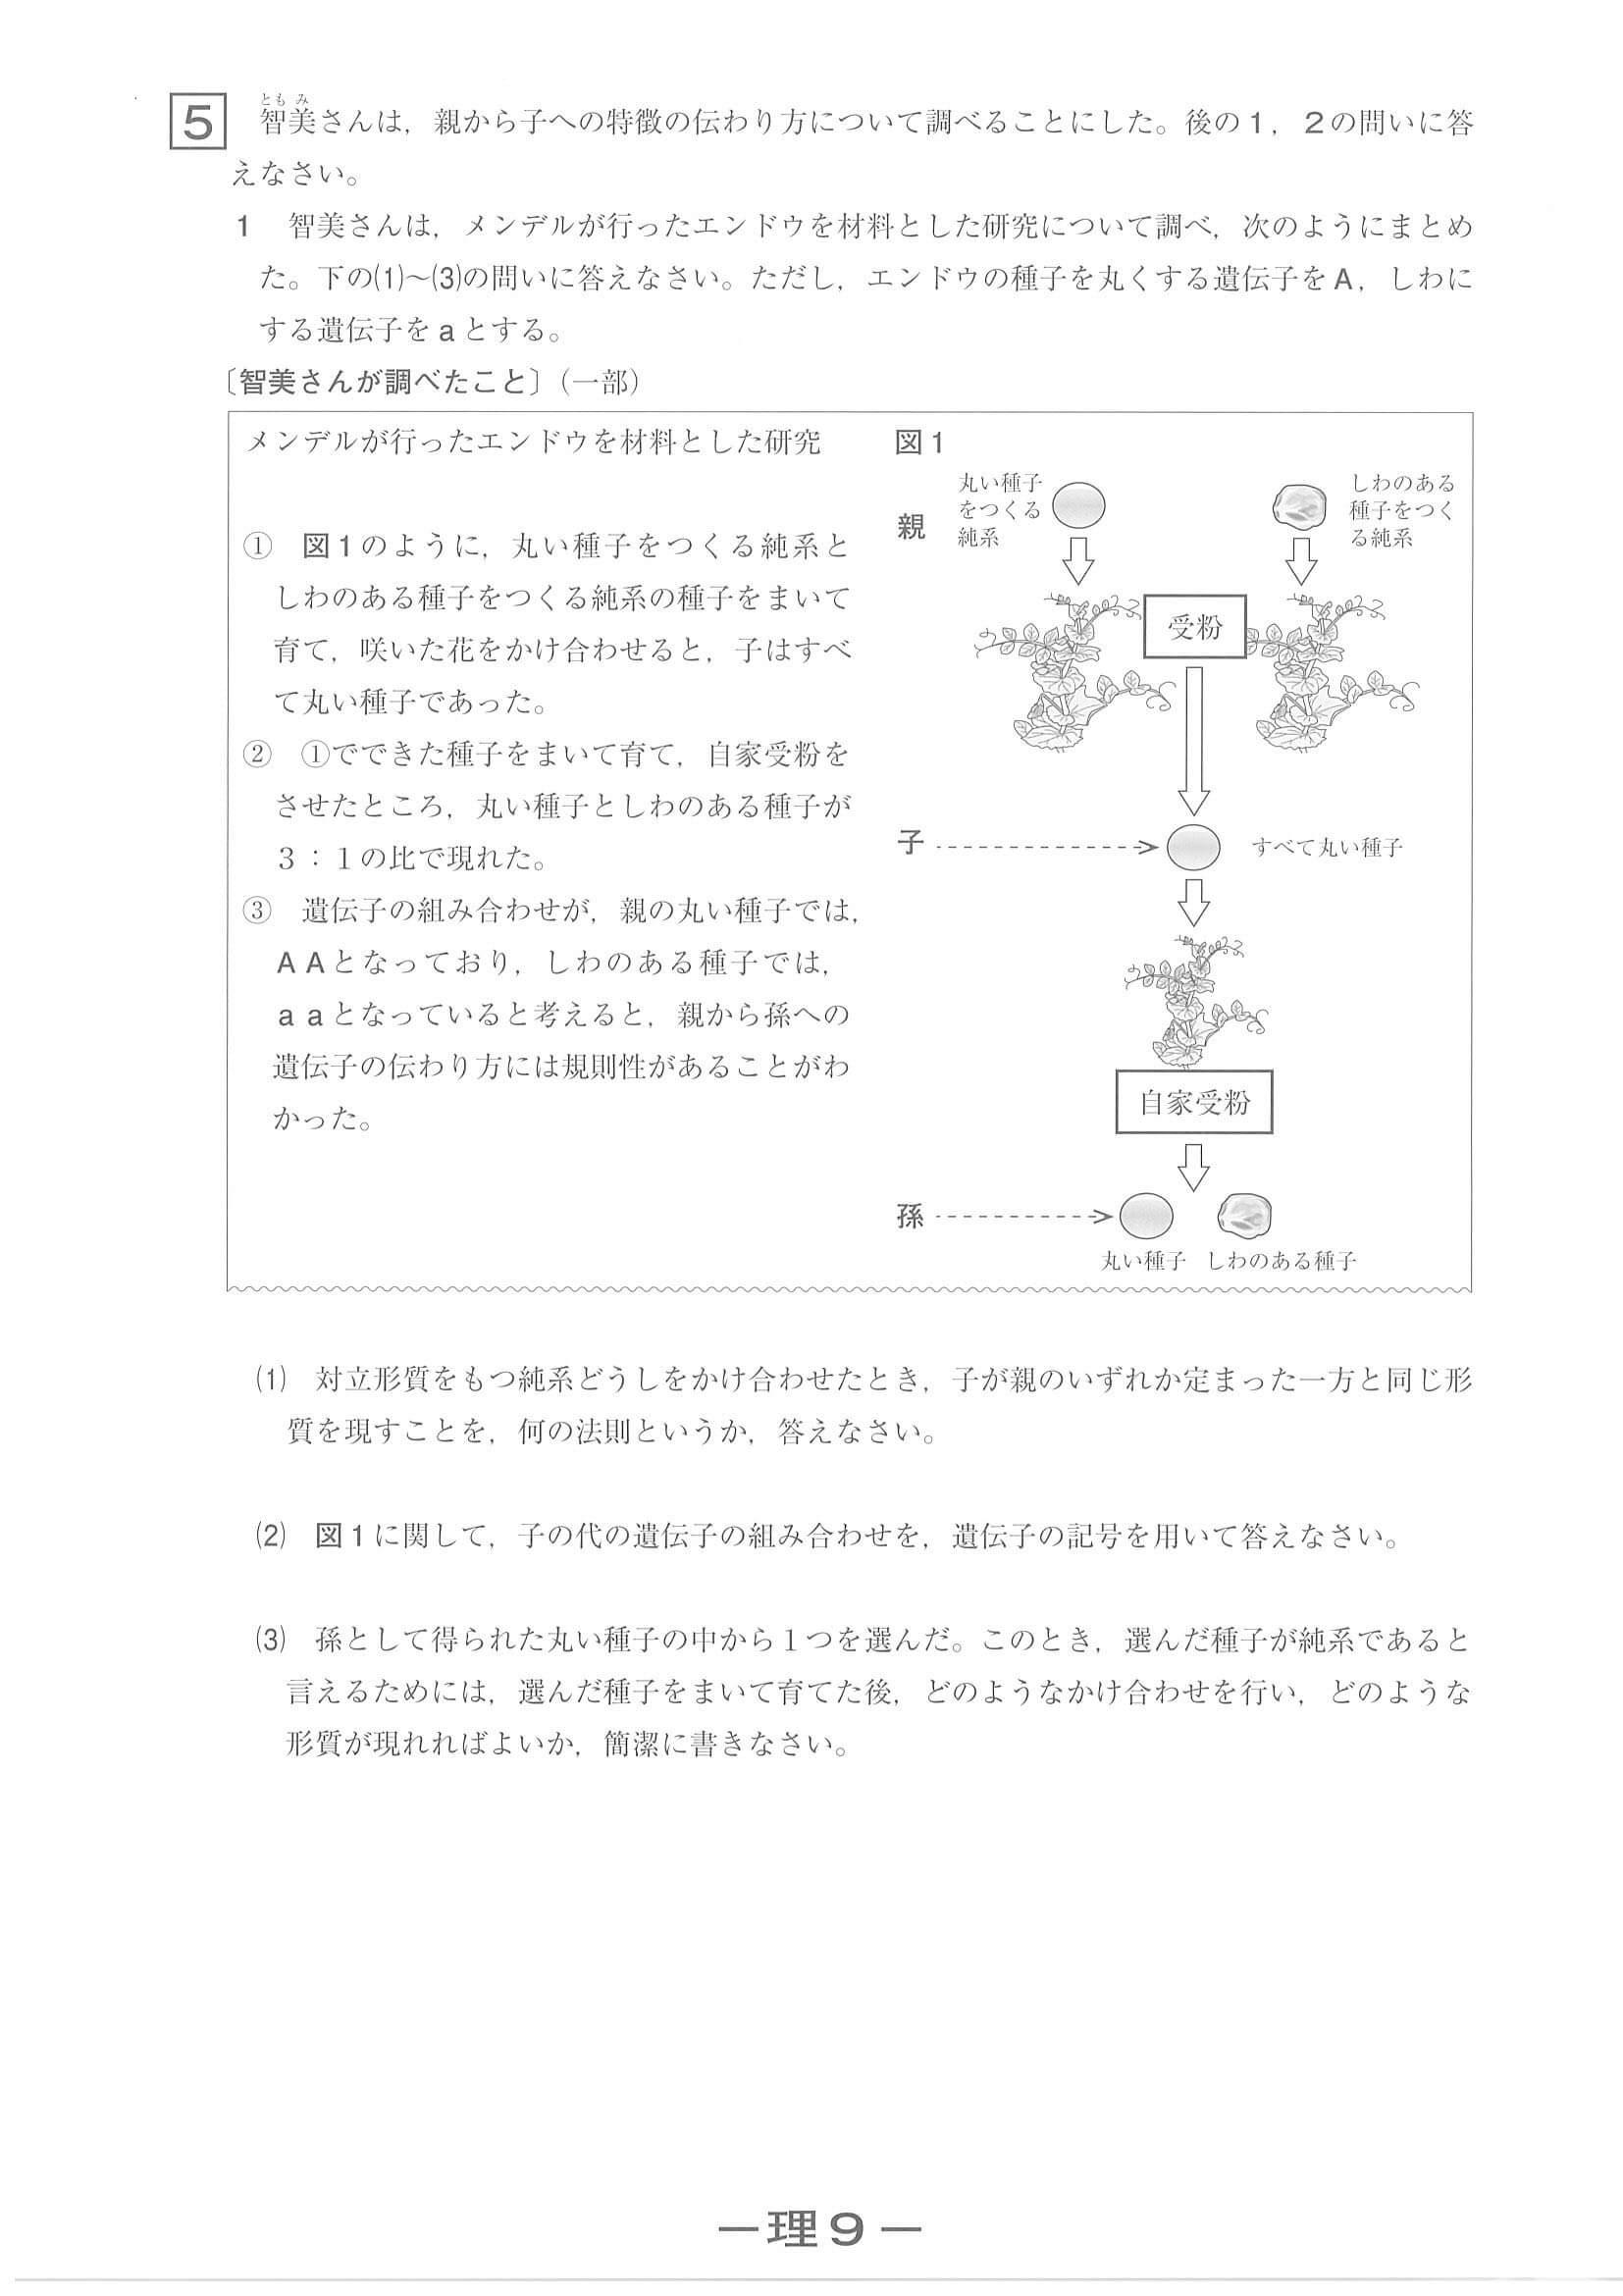 5 智美さんは，親から子への特徴の伝わり方について調べることにした。後の1，2の問いに答
ともみ
えなさい。
1 智美さんは，メンデルが行ったエンドウを材料とした研究について調べ，次のようにまとめ
た。下の(1)～(3)の問いに答えなさい。ただし，エンドウの種子を丸くする遺伝子をA，しわに
する遺伝子をaとする。
〔智美さんが調べたこと〕（一部）
メンデルが行ったエンドウを材料とした研究
① 図1のように，丸い種子をつくる純系と
しわのある種子をつくる純系の種子をまいて
育て，咲いた花をかけ合わせると，子はすべ
て丸い種子であった。
② ①でできた種子をまいて育て，自家受粉を
させたところ，丸い種子としわのある種子が
3：1の比で現れた。
③ 遺伝子の組み合わせが，親の丸い種子では，
AAとなっており，しわのある種子では，
aaとなっていると考えると，親から孫への
遺伝子の伝わり方には規則性があることがわ
かった。
図1
親
丸い種子
をつくる
純系
しわのある
種子をつく
る純系
受粉
子
すべて丸い種子
自家受粉
孫
丸い種子 しわのある種子
(1) 対立形質をもつ純系どうしをかけ合わせたとき，子が親のいずれか定まった一方と同じ形
質を現すことを，何の法則というか，答えなさい。
(2) 図1に関して，子の代の遺伝子の組み合わせを，遺伝子の記号を用いて答えなさい。
(3) 孫として得られた丸い種子の中から1つを選んだ。このとき，選んだ種子が純系であると
言えるためには，選んだ種子をまいて育てた後，どのようなかけ合わせを行い，どのような
形質が現れればよいか，簡潔に書きなさい。
－理9－